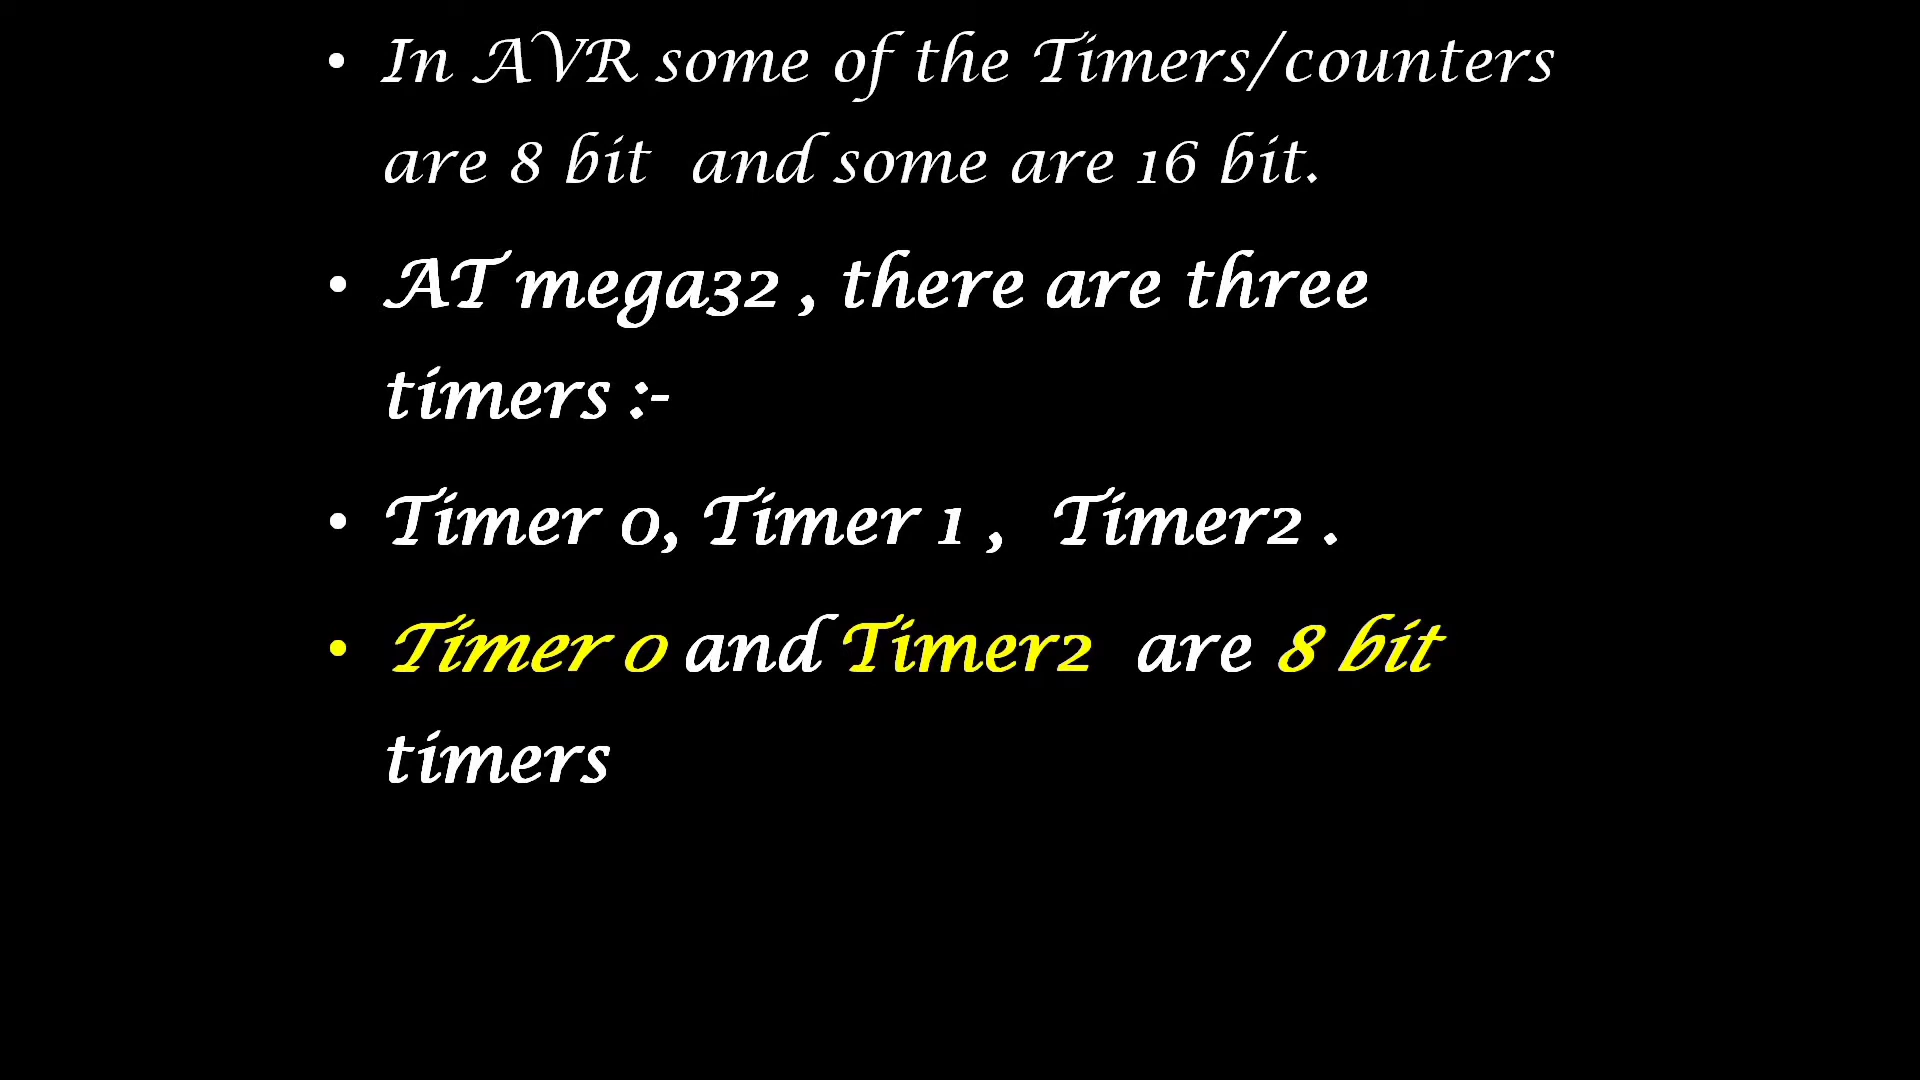 • In AVR some of the Timers/counters
are 8 bit and some are 16 bit.
• AT mega32 , there are three
timers :-
• Timer 0, Timer 1 , Timer2 .
• Timer 0 and Timer2 are 8 bit
timers